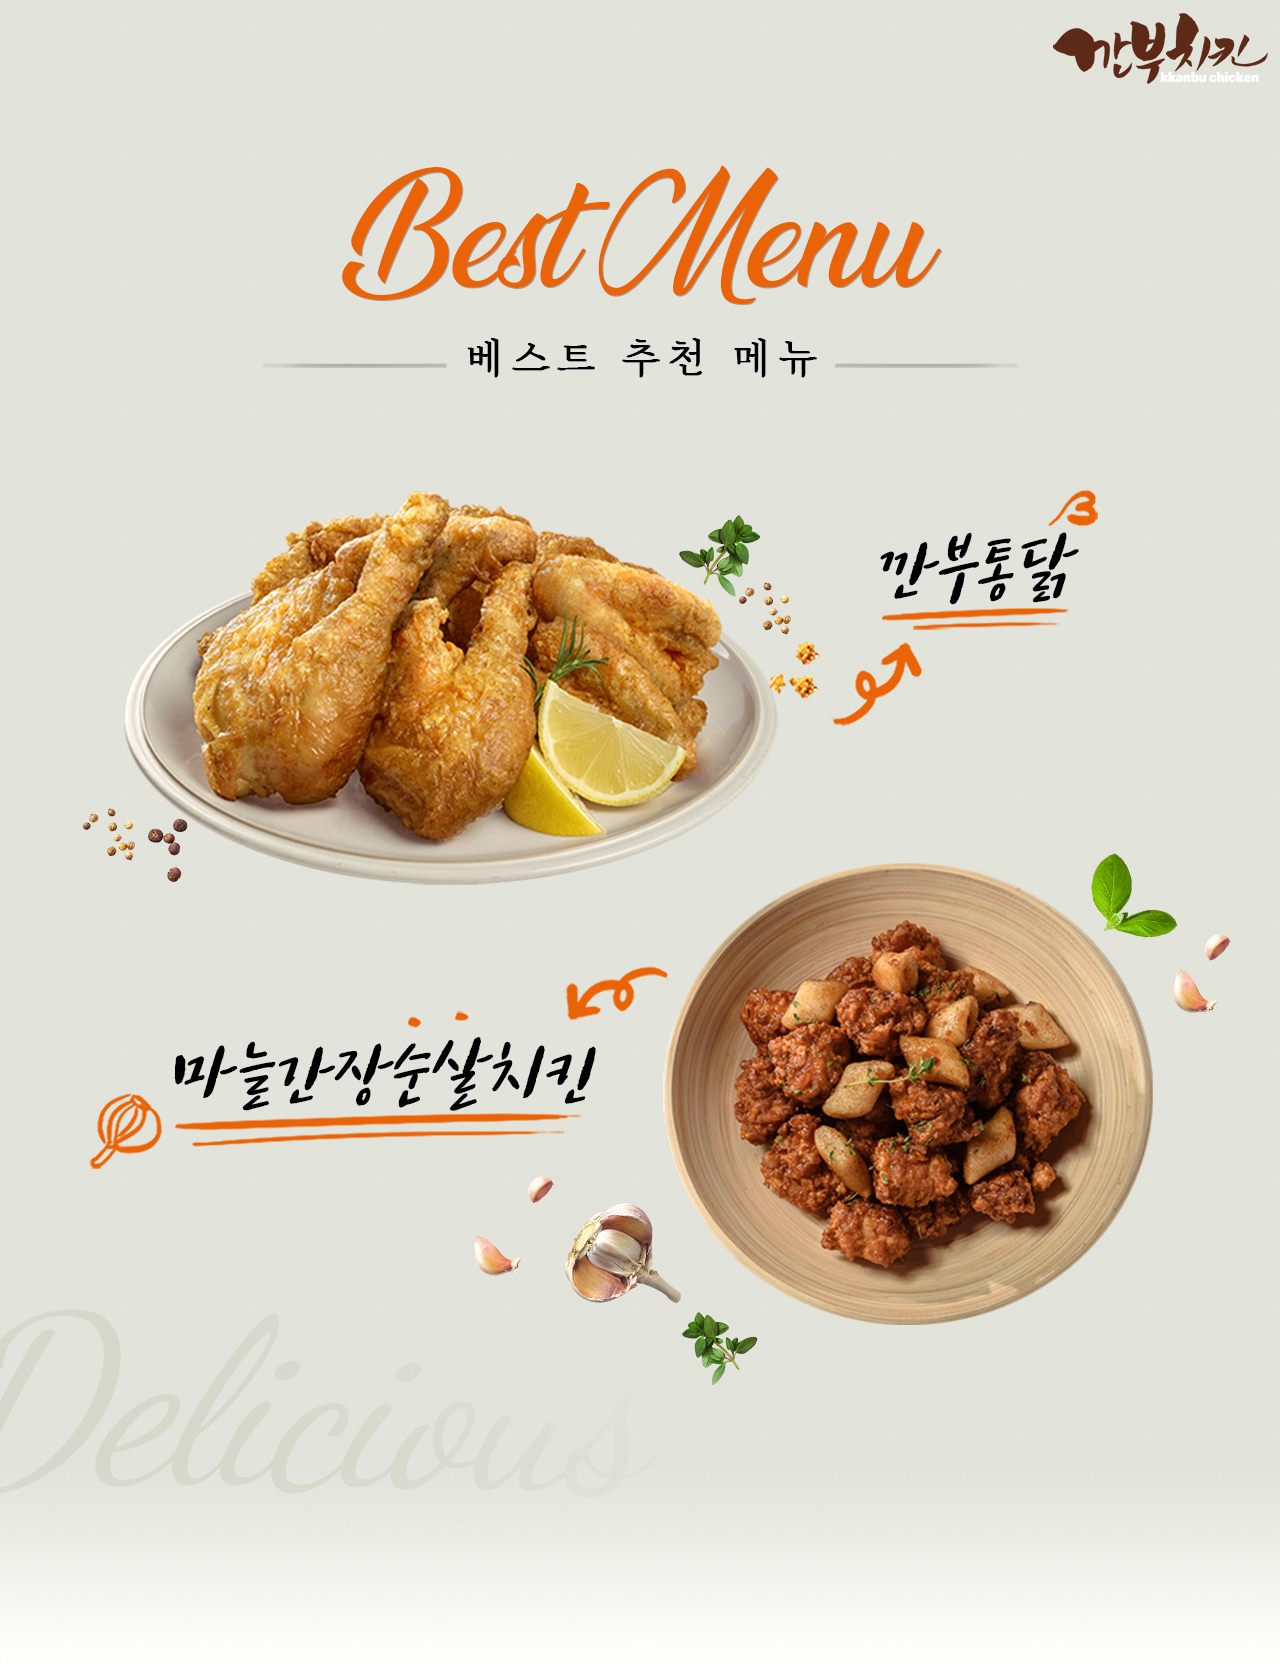 깐부치킨
kkanbu chicken
Best Menu
베스트 추천 메뉴
깐부통닭
마늘간장순살치킨
Delicious